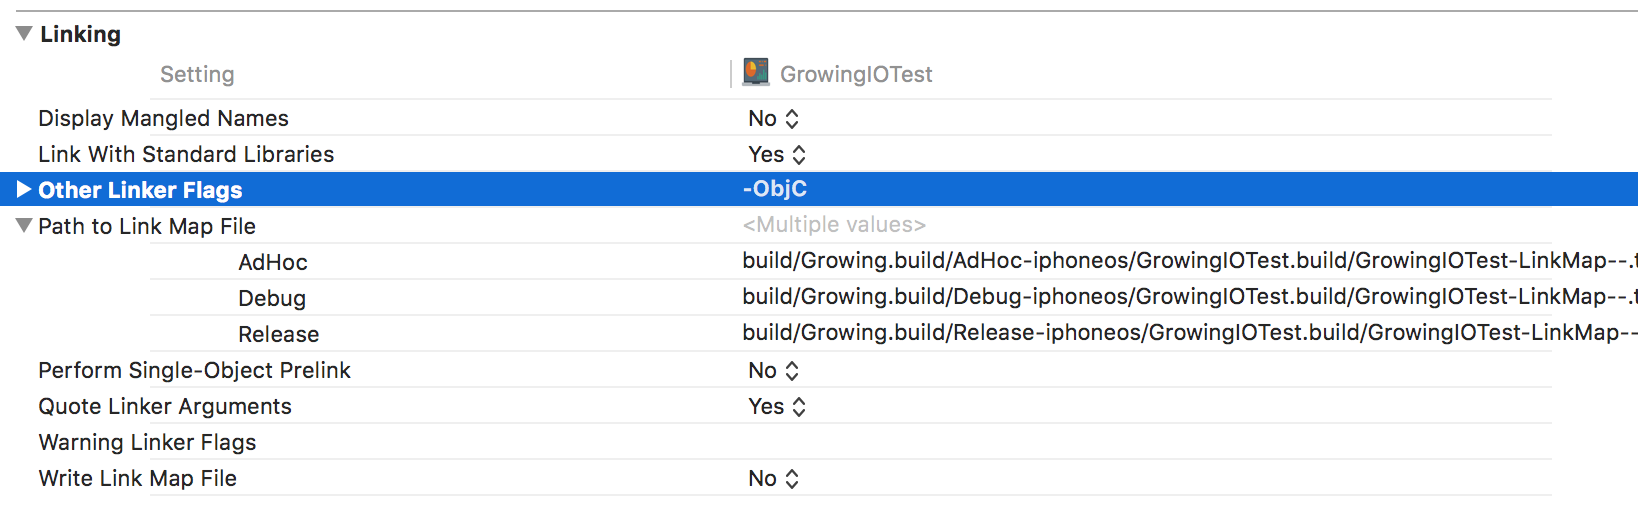 Linking
Setting GrowingIOTest
Display Mangled Names No
Link With Standard Libraries Yes
Other Linker Flags -ObjC
Path to Link Map File <Multiple values>
AdHoc build/Growing.build/AdHoc-iphoneos/GrowingIOTest.build/GrowingIOTest-LinkMap--.t
Debug build/Growing.build/Debug-iphoneos/GrowingIOTest.build/GrowingIOTest-LinkMap--.t
Release build/Growing.build/Release-iphoneos/GrowingIOTest.build/GrowingIOTest-LinkMap--
Perform Single-Object Prelink No
Quote Linker Arguments Yes
Warning Linker Flags
Write Link Map File No